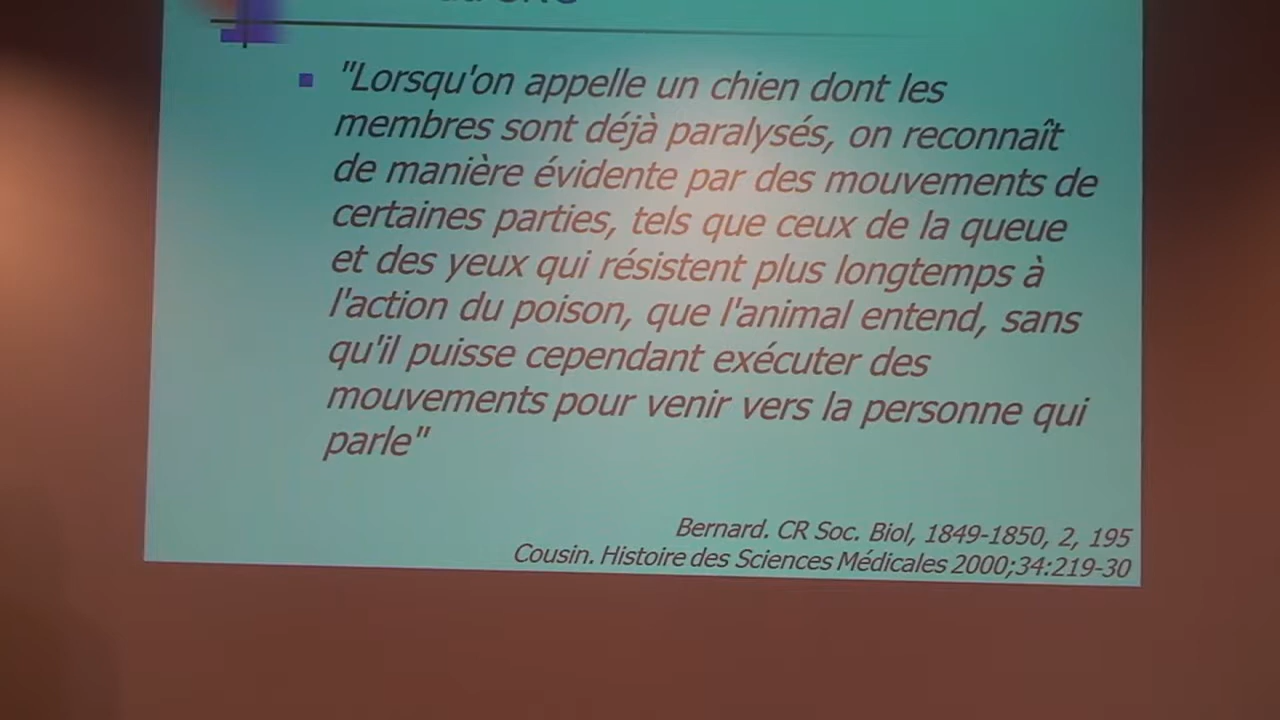 "Lorsqu'on appelle un chien dont les
membres sont déjà paralysés, on reconnaît
de manière évidente par des mouvements de
certaines parties, tels que ceux de la queue
et des yeux qui résistent plus longtemps à
l'action du poison, que l'animal entend, sans
qu'il puisse cependant exécuter des
mouvements pour venir vers la personne qui
parle"
Bernard. CR Soc. Biol, 1849-1850, 2, 195
Cousin. Histoire des Sciences Médicales 2000;34:219-30